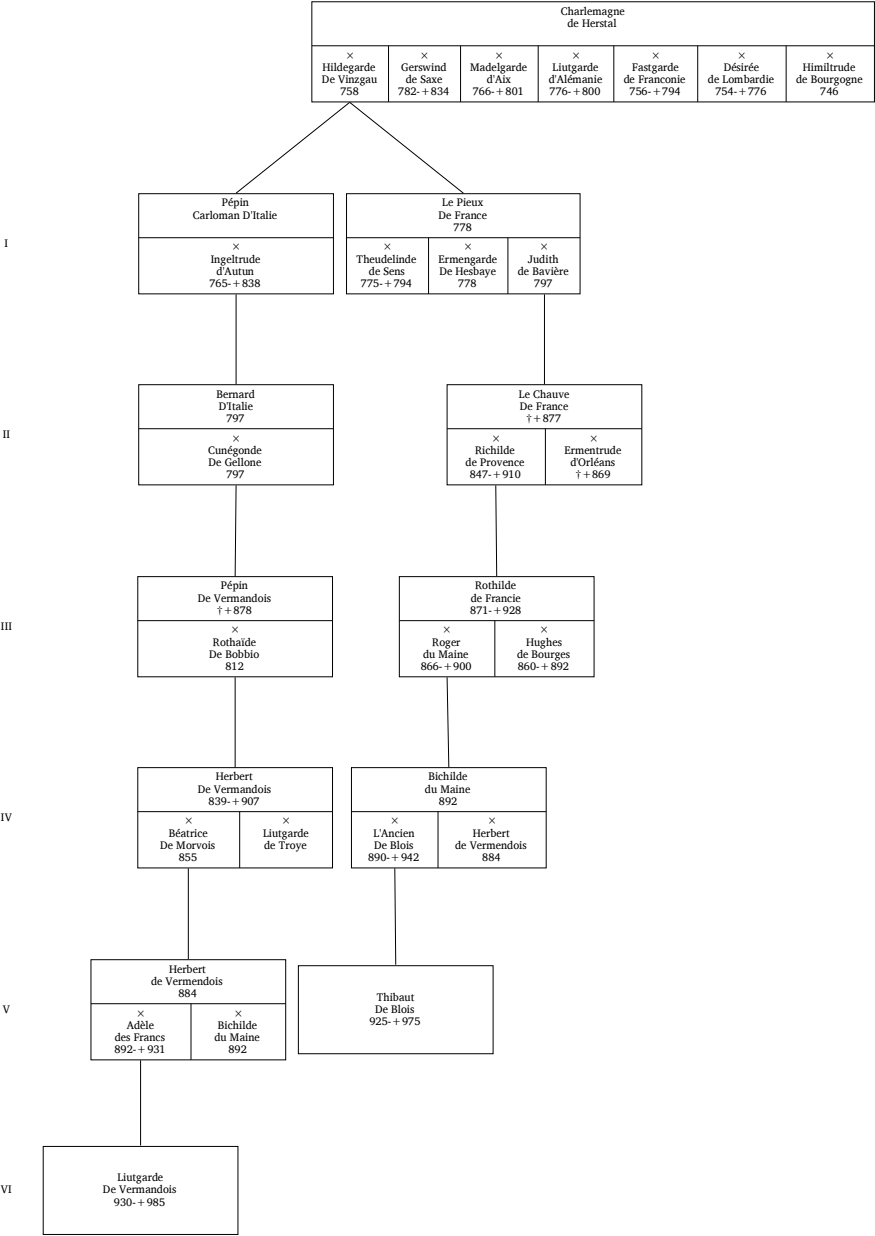 Charlemagne
de Herstal
×
Hildegarde
De Vinzgau
758
×
Gerswind
de Saxe
782-+834
×
Madelgarde
d'Aix
766-+801
×
Liutgarde
d'Alémanie
776-+800
×
Fastgarde
de Franconie
756-+794
×
Désirée
de Lombardie
754-+776
×
Himiltrude
de Bourgogne
746
I
Pépin
Carloman D'Italie
×
Ingeltrude
d'Autun
765-+838
Le Pieux
De France
778
×
Theudelinde
de Sens
775-+794
×
Ermengarde
De Hesbaye
778
×
Judith
de Bavière
797
II
Bernard
D'Italie
797
×
Cunégonde
De Gellone
797
Le Chauve
De France
†+877
×
Richilde
de Provence
847-+910
×
Ermentrude
d'Orléans
†+869
III
Pépin
De Vermandois
†+878
×
Rothaïde
De Bobbio
812
Rothilde
de Francie
871-+928
×
Roger
du Maine
866-+900
×
Hughes
de Bourges
860-+892
IV
Herbert
De Vermandois
839-+907
×
Béatrice
De Morvois
855
×
Liutgarde
de Troye
Bichilde
du Maine
892
×
L'Ancien
De Blois
890-+942
×
Herbert
de Vermendois
884
V
Herbert
de Vermendois
884
×
Adèle
des Francs
892-+931
×
Bichilde
du Maine
892
Thibaut
De Blois
925-+975
VI
Liutgarde
De Vermandois
930-+985